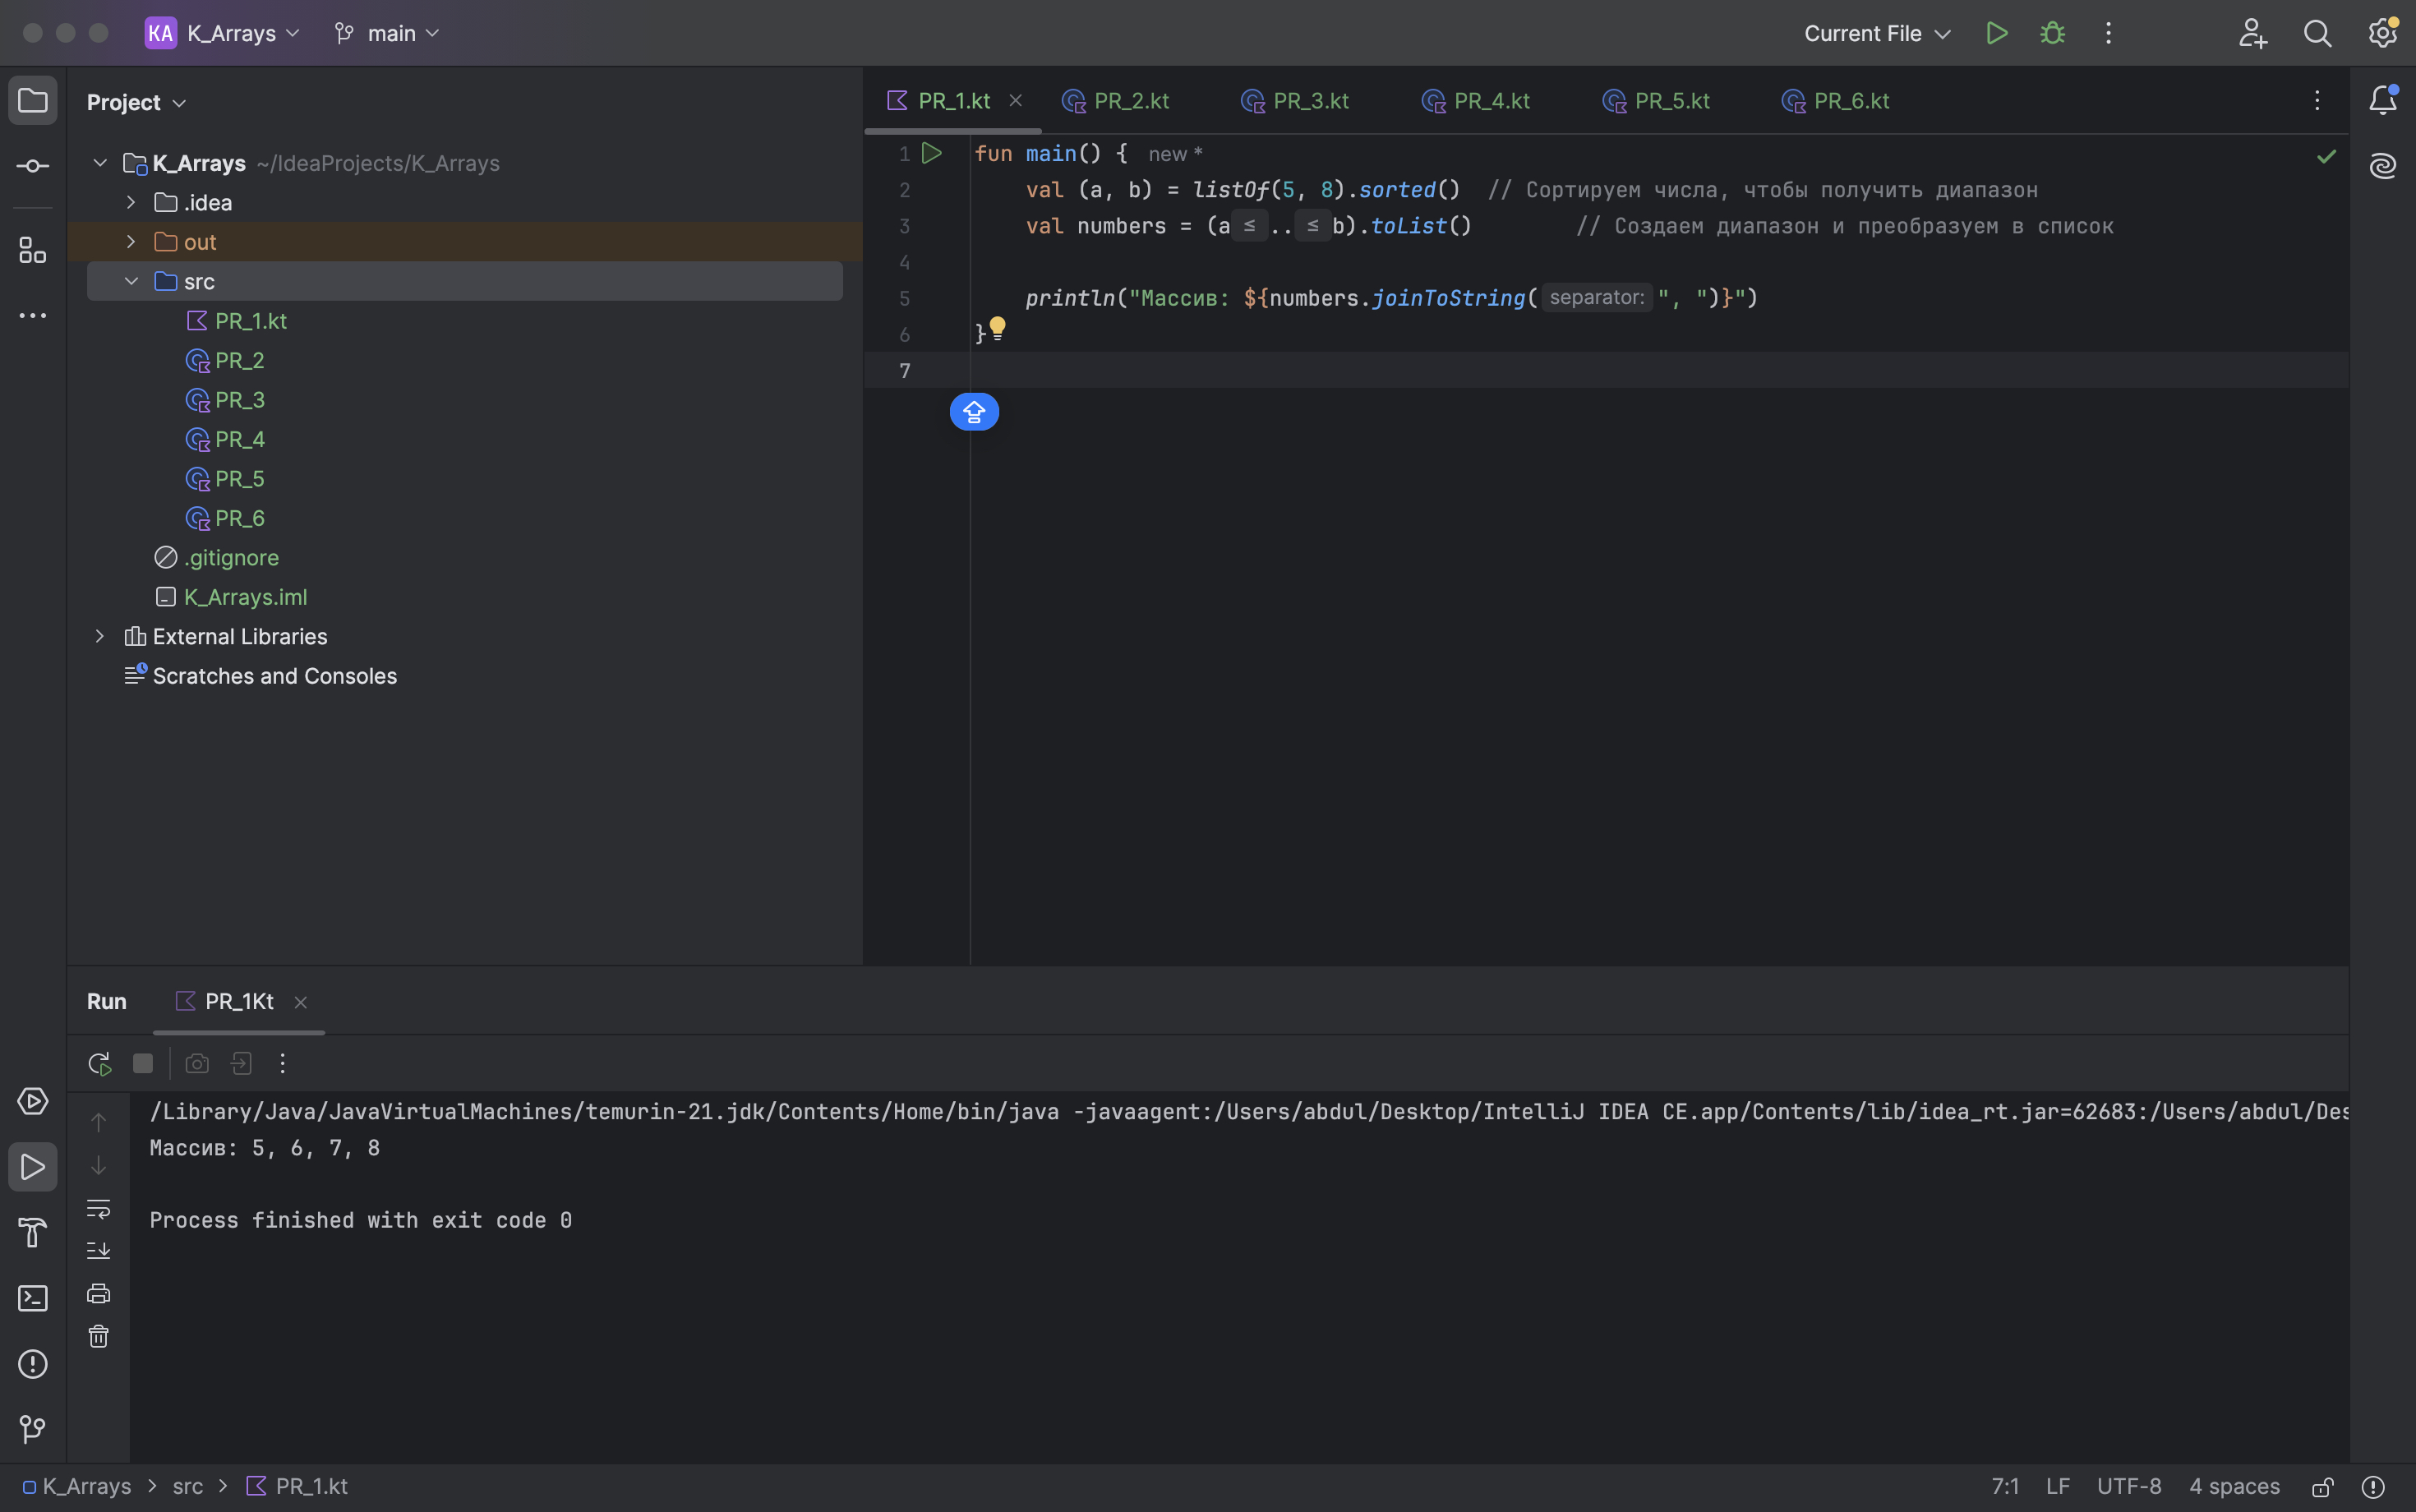 KA K_Arrays main Current File
Project
K_Arrays ~/IdeaProjects/K_Arrays
.idea
out
src
PR_1.kt
PR_2
PR_3
PR_4
PR_5
PR_6
.gitignore
K_Arrays.iml
External Libraries
Scratches and Consoles
PR_1.kt PR_2.kt PR_3.kt PR_4.kt PR_5.kt PR_6.kt
1 fun main() { new *
2 val (a, b) = listOf(5, 8).sorted() // Сортируем числа, чтобы получить диапазон
3 val numbers = (a ≤ .. ≤ b).toList() // Создаем диапазон и преобразуем в список
4
5 println("Массив: ${numbers.joinToString( separator: ", ")}")
6 }
7
Run PR_1Kt
/Library/Java/JavaVirtualMachines/temurin-21.jdk/Contents/Home/bin/java -javaagent:/Users/abdul/Desktop/IntelliJ IDEA CE.app/Contents/lib/idea_rt.jar=62683:/Users/abdul/Des
Массив: 5, 6, 7, 8
Process finished with exit code 0
K_Arrays > src > PR_1.kt 7:1 LF UTF-8 4 spaces